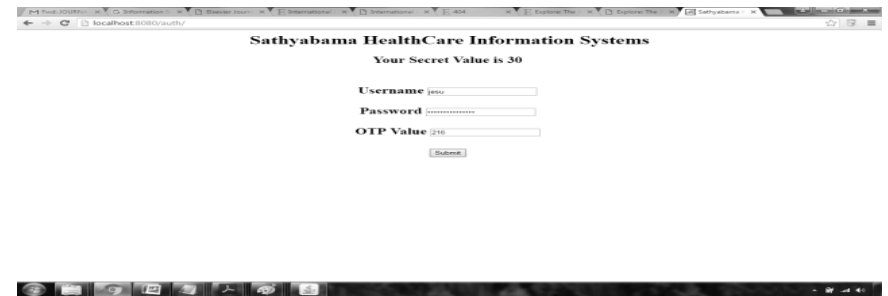 localhost:8080/auth/
Sathyabama HealthCare Information Systems
Your Secret Value is 30
Username jesu
Password
OTP Value 216
Submit